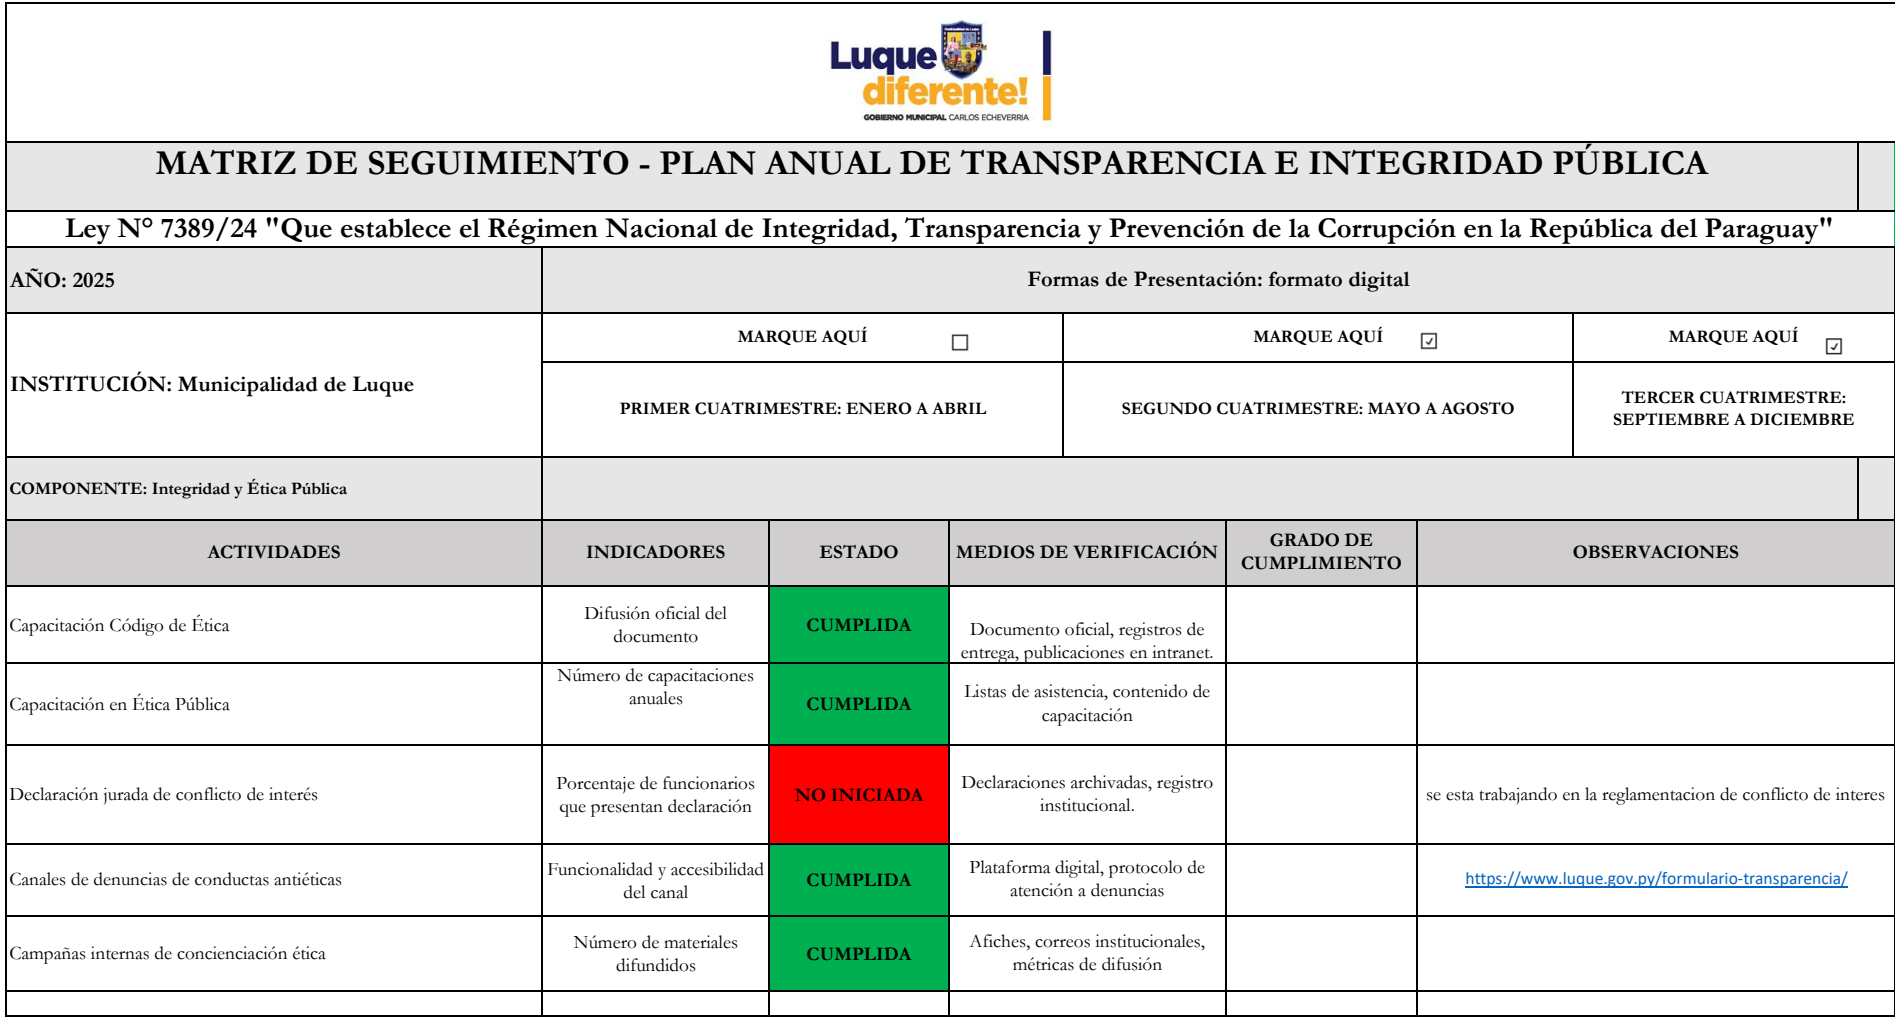 Luque
diferente!
GOBIERNO MUNICIPAL CARLOS ECHEVERRIA
MATRIZ DE SEGUIMIENTO - PLAN ANUAL DE TRANSPARENCIA E INTEGRIDAD PÚBLICA
Ley N° 7389/24 "Que establece el Régimen Nacional de Integridad, Transparencia y Prevención de la Corrupción en la República del Paraguay"
AÑO: 2025
Formas de Presentación: formato digital
INSTITUCIÓN: Municipalidad de Luque
MARQUE AQUÍ ☐
MARQUE AQUÍ ☑
MARQUE AQUÍ ☑
PRIMER CUATRIMESTRE: ENERO A ABRIL
SEGUNDO CUATRIMESTRE: MAYO A AGOSTO
TERCER CUATRIMESTRE:
SEPTIEMBRE A DICIEMBRE
COMPONENTE: Integridad y Ética Pública
ACTIVIDADES
INDICADORES
ESTADO
MEDIOS DE VERIFICACIÓN
GRADO DE
CUMPLIMIENTO
OBSERVACIONES
Capacitación Código de Ética
Difusión oficial del
documento
CUMPLIDA
Documento oficial, registros de
entrega, publicaciones en intranet.
Capacitación en Ética Pública
Número de capacitaciones
anuales
CUMPLIDA
Listas de asistencia, contenido de
capacitación
Declaración jurada de conflicto de interés
Porcentaje de funcionarios
que presentan declaración
NO INICIADA
Declaraciones archivadas, registro
institucional.
se esta trabajando en la reglamentacion de conflicto de interes
Canales de denuncias de conductas antiéticas
Funcionalidad y accesibilidad
del canal
CUMPLIDA
Plataforma digital, protocolo de
atención a denuncias
https://www.luque.gov.py/formulario-transparencia/
Campañas internas de concienciación ética
Número de materiales
difundidos
CUMPLIDA
Afiches, correos institucionales,
métricas de difusión